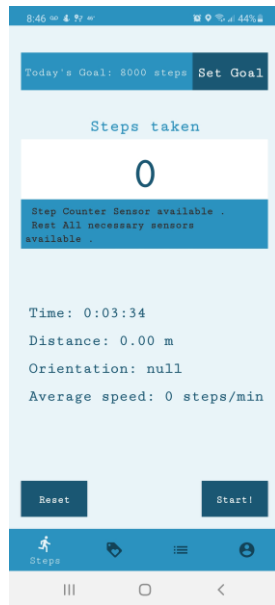 8:46
44%
Today's Goal: 8000 steps Set Goal
Steps taken
0
Step Counter Sensor available .
Rest All necessary sensors
available .
Time: 0:03:34
Distance: 0.00 m
Orientation: null
Average speed: 0 steps/min
Reset Start!
Steps